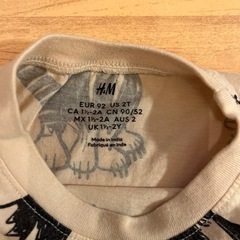 H&M
EUR 92 US 2T
CA 1½-2A CN 90/52
MX 1½-2A AUS 2
UK 1½-2Y
Made in India
Fabriqué en Inde